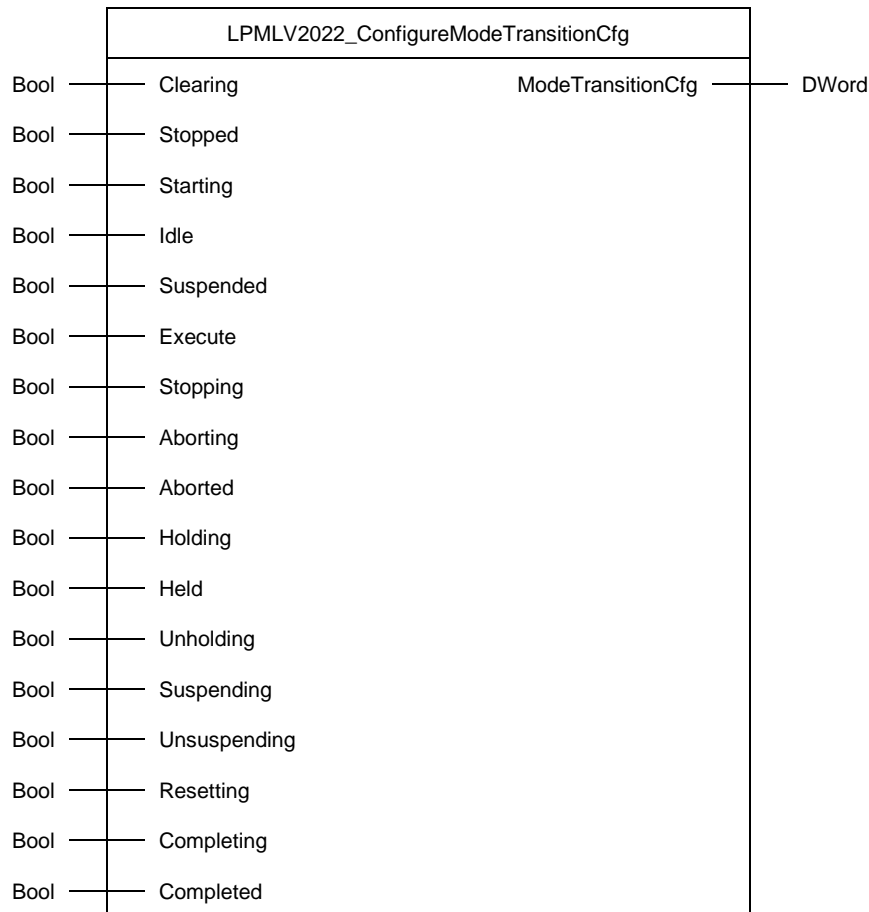 LPMLV2022_ConfigureModeTransitionCfg
Bool Clearing ModeTransitionCfg DWord
Bool Stopped
Bool Starting
Bool Idle
Bool Suspended
Bool Execute
Bool Stopping
Bool Aborting
Bool Aborted
Bool Holding
Bool Held
Bool Unholding
Bool Suspending
Bool Unsuspending
Bool Resetting
Bool Completing
Bool Completed